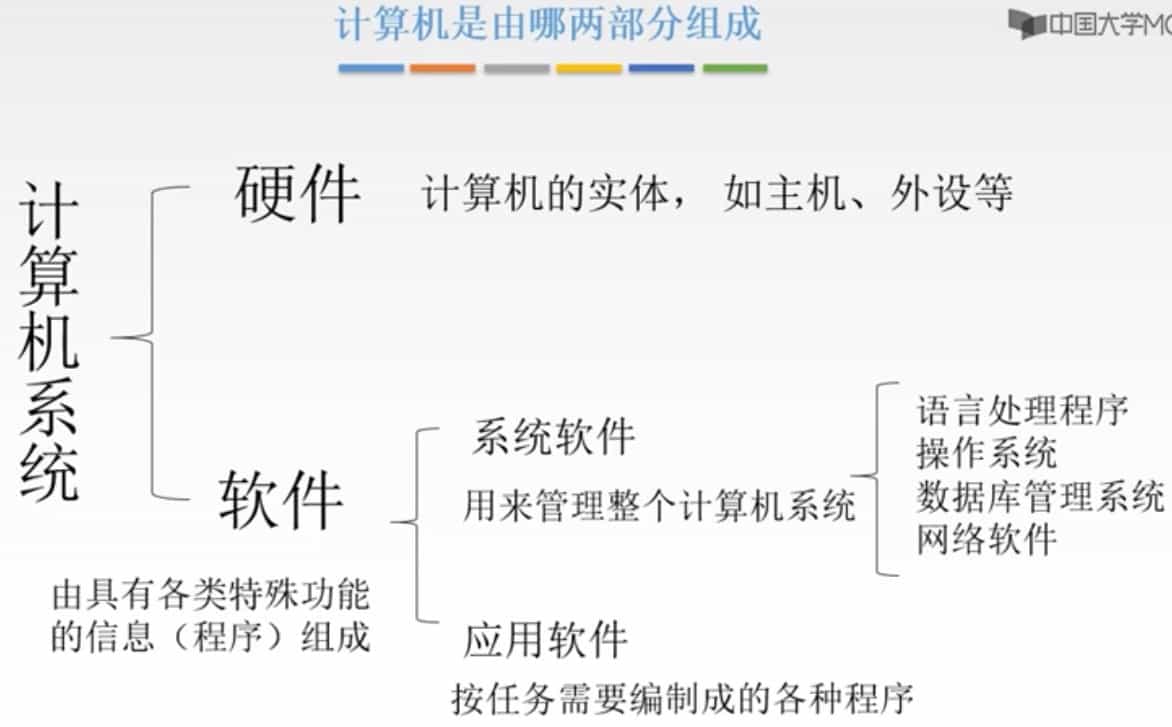 计算机是由哪两部分组成
中国大学MO
计算机系统
硬件
计算机的实体， 如主机、外设等
软件
由具有各类特殊功能
的信息（程序）组成
系统软件
用来管理整个计算机系统
语言处理程序
操作系统
数据库管理系统
网络软件
应用软件
按任务需要编制成的各种程序